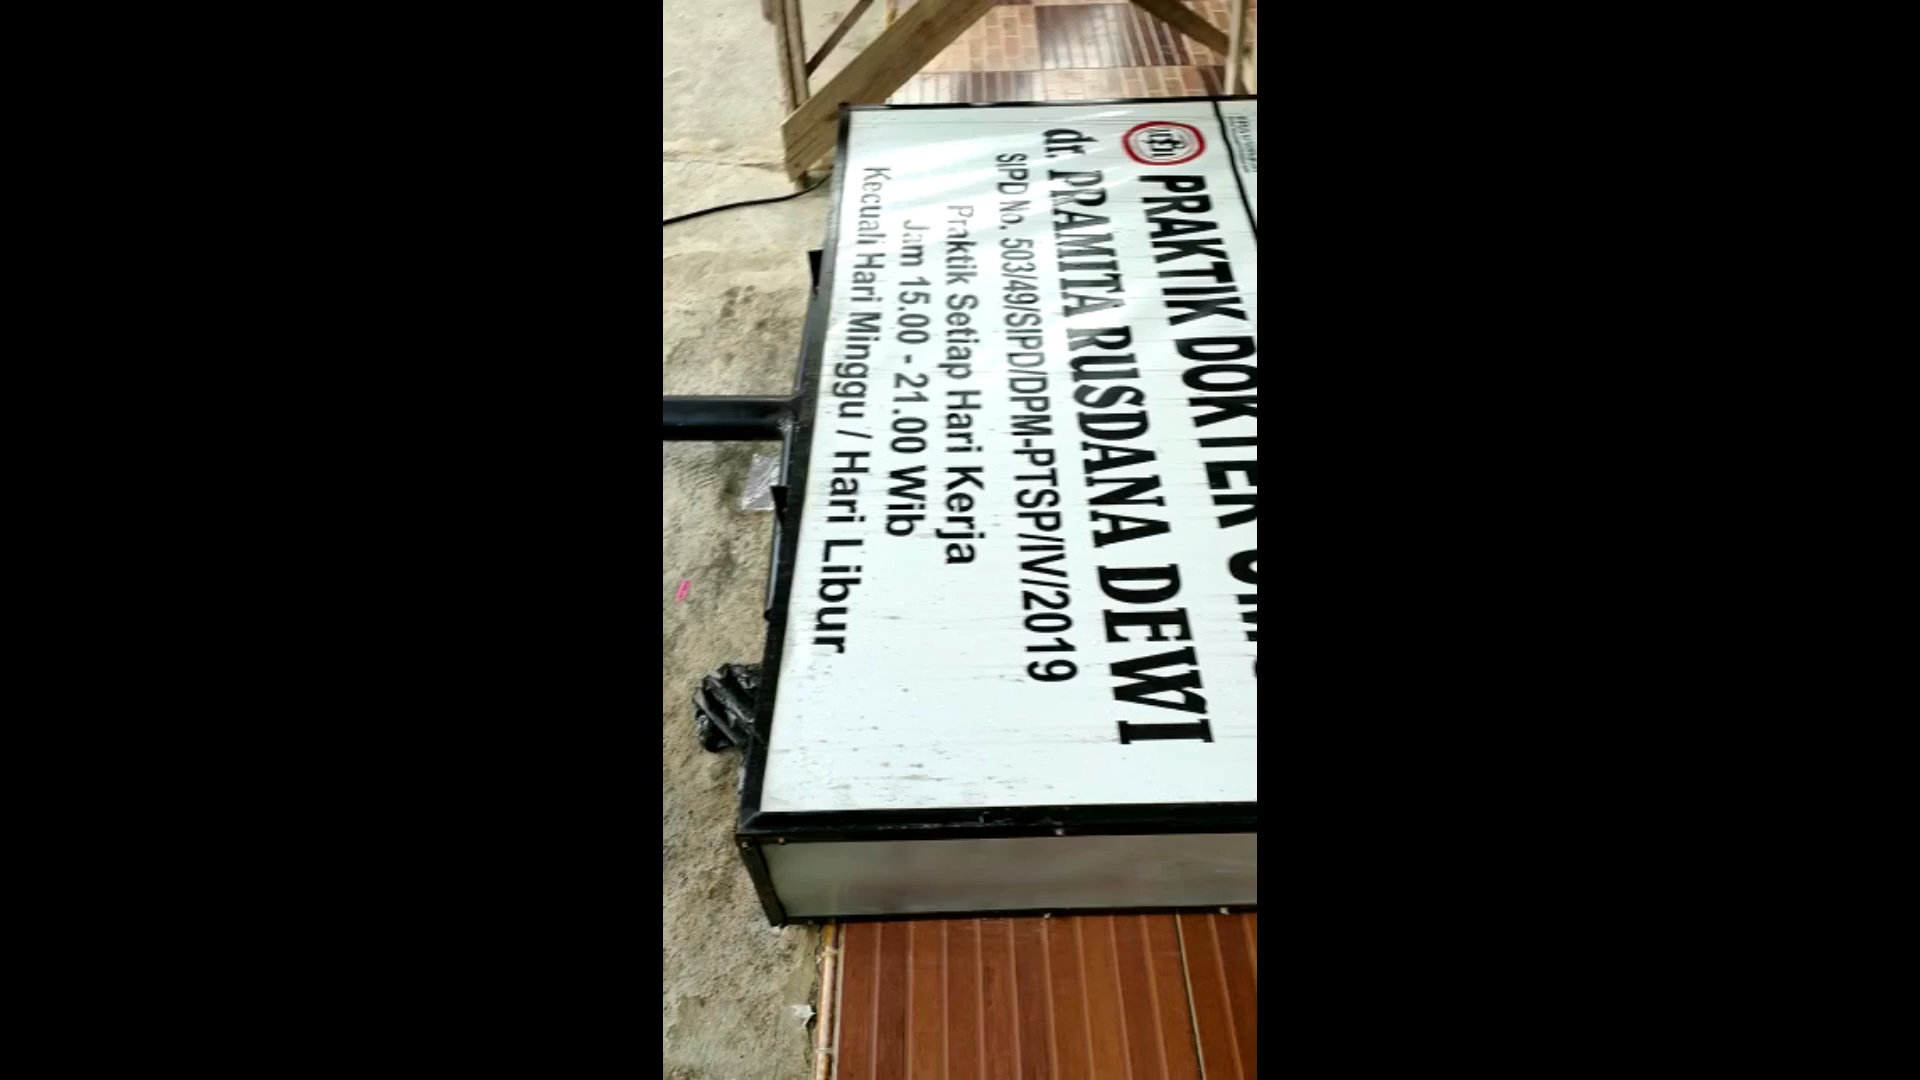 PRAKTIK DOKTER
dr. PRAMITA RUSDANA DEWI
SIPD No. 503/49/SIPD/DPM-PTSP/IV/2019
Praktik Setiap Hari Kerja
Jam 15.00 - 21.00 Wib
Kecuali Hari Minggu / Hari Libur